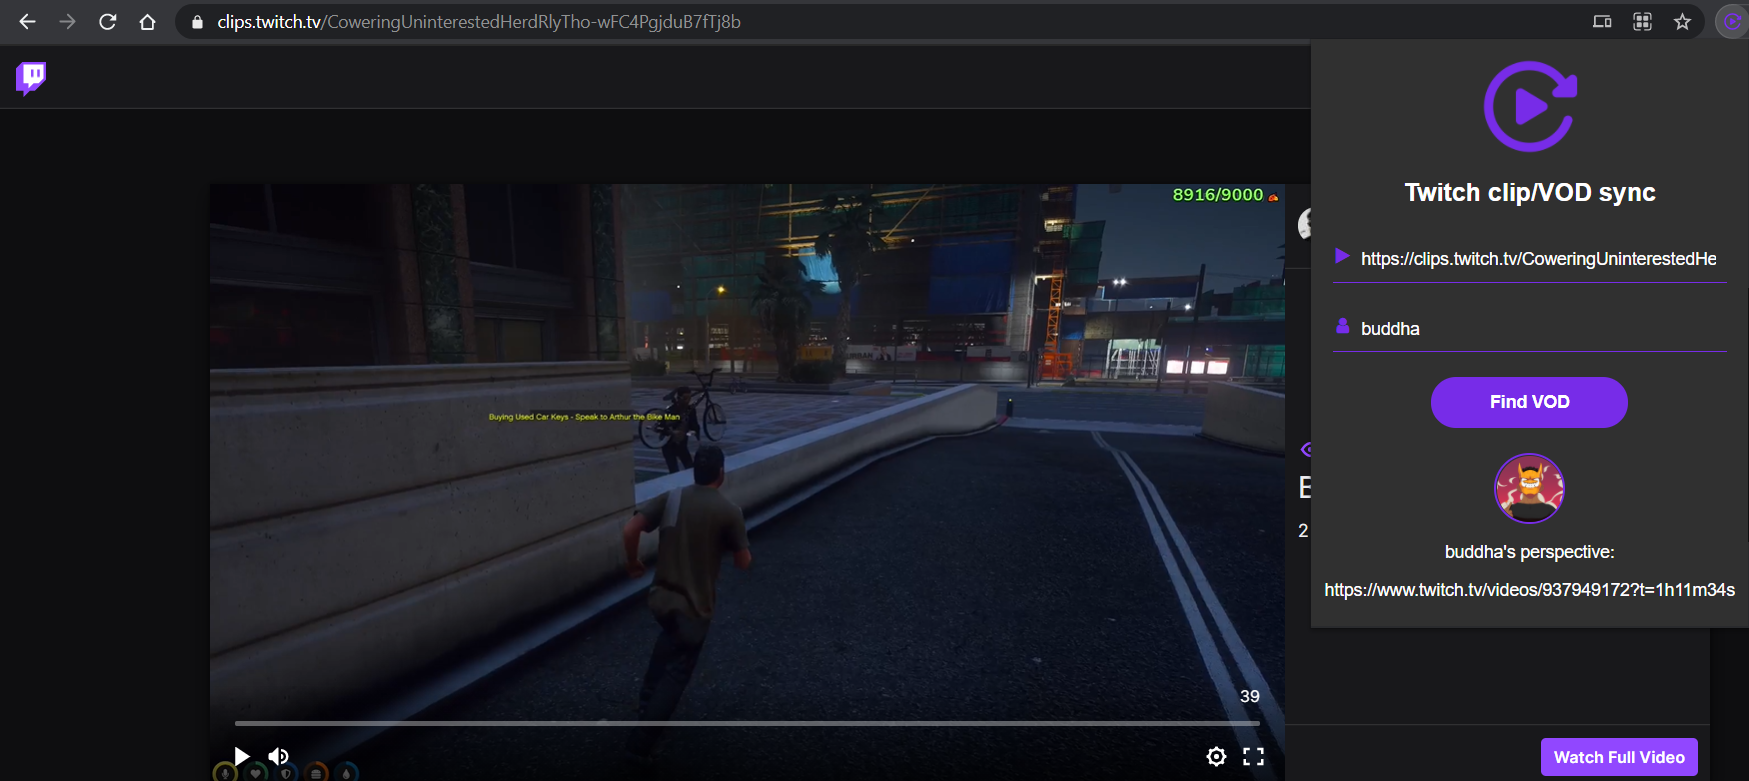 clips.twitch.tv/CoweringUninterestedHerdRlyTho-wFC4PgjduB7fTj8b
8916/9000
Buying Used Car Keys - Speak to Arthur the Bike Man
39
E
2
Watch Full Video
Twitch clip/VOD sync
https://clips.twitch.tv/CoweringUninterestedHe
buddha
Find VOD
buddha's perspective:
https://www.twitch.tv/videos/937949172?t=1h11m34s